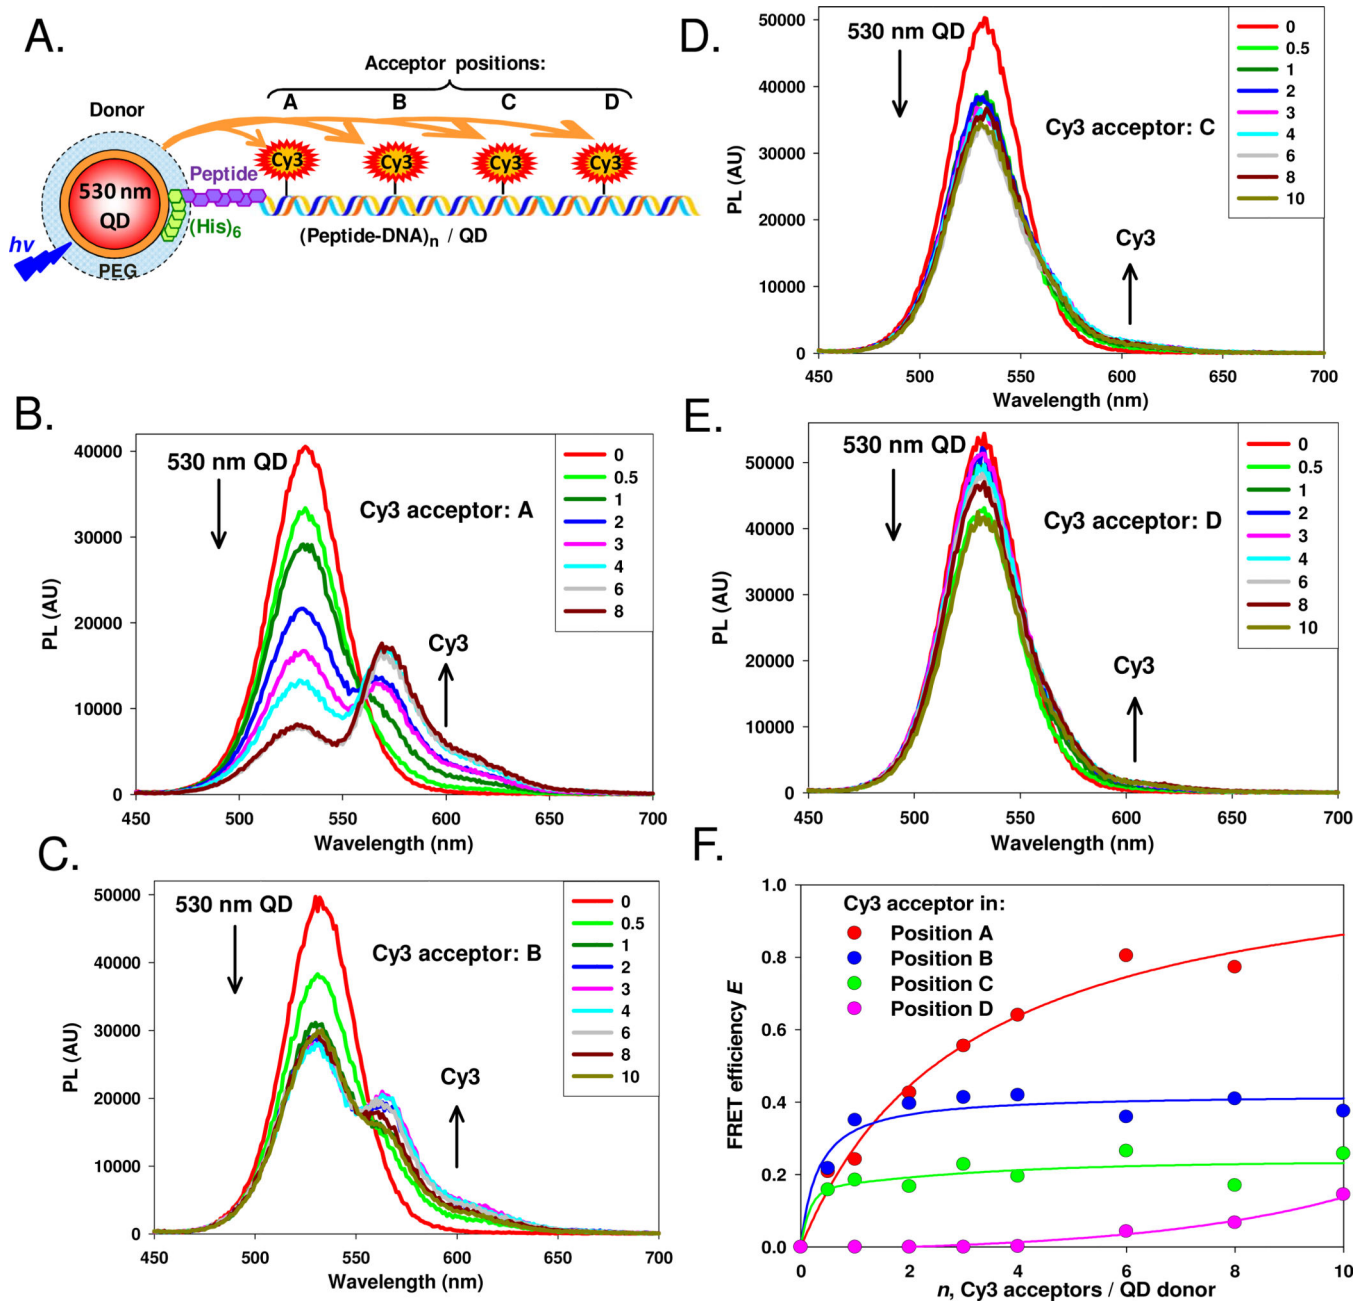 A.
Acceptor positions:
A B C D
Donor
Cy3 Cy3 Cy3 Cy3
Peptide
530 nm
QD
(His)6
hv
PEG
(Peptide-DNA)n / QD
B.
530 nm QD
Cy3 acceptor: A
Cy3
0
0.5
1
2
3
4
6
8
PL (AU)
40000
30000
20000
10000
0
450 500 550 600 650 700
Wavelength (nm)
C.
530 nm QD
Cy3 acceptor: B
Cy3
0
0.5
1
2
3
4
6
8
10
PL (AU)
50000
40000
30000
20000
10000
0
450 500 550 600 650 700
Wavelength (nm)
D.
530 nm QD
Cy3 acceptor: C
Cy3
0
0.5
1
2
3
4
6
8
10
PL (AU)
50000
40000
30000
20000
10000
0
450 500 550 600 650 700
Wavelength (nm)
E.
530 nm QD
Cy3 acceptor: D
Cy3
0
0.5
1
2
3
4
6
8
10
PL (AU)
50000
40000
30000
20000
10000
0
450 500 550 600 650 700
Wavelength (nm)
F.
Cy3 acceptor in:
Position A
Position B
Position C
Position D
FRET efficiency E
1.0
0.8
0.6
0.4
0.2
0.0
0 2 4 6 8 10
n, Cy3 acceptors / QD donor